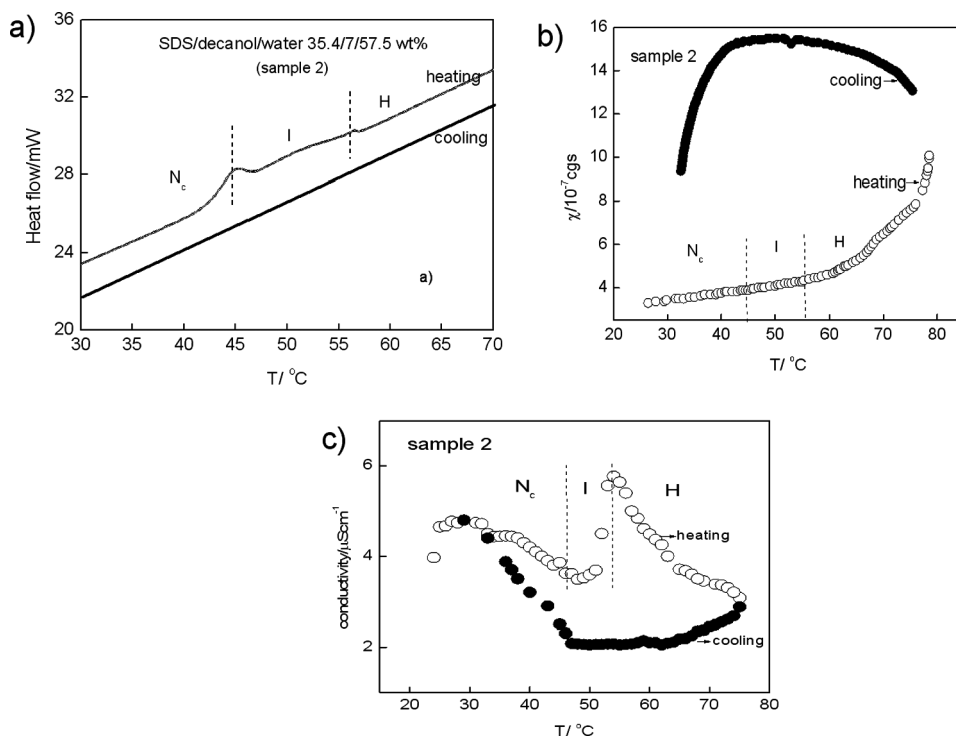 a)
36
32
28
24
20
Heat flow/mW
SDS/decanol/water 35.4/7/57.5 wt%
(sample 2)
heating
H
I
cooling
N_c
a)
30 35 40 45 50 55 60 65 70
T/ °C
b)
16
14
12
10
8
6
4
χ/10⁻⁷cgs
sample 2
cooling
heating
N_c I H
20 30 40 50 60 70 80
T/ °C
c)
sample 2
6
4
2
conductivity/μScm⁻¹
N_c I H
heating
cooling
20 30 40 50 60 70 80
T/ °C